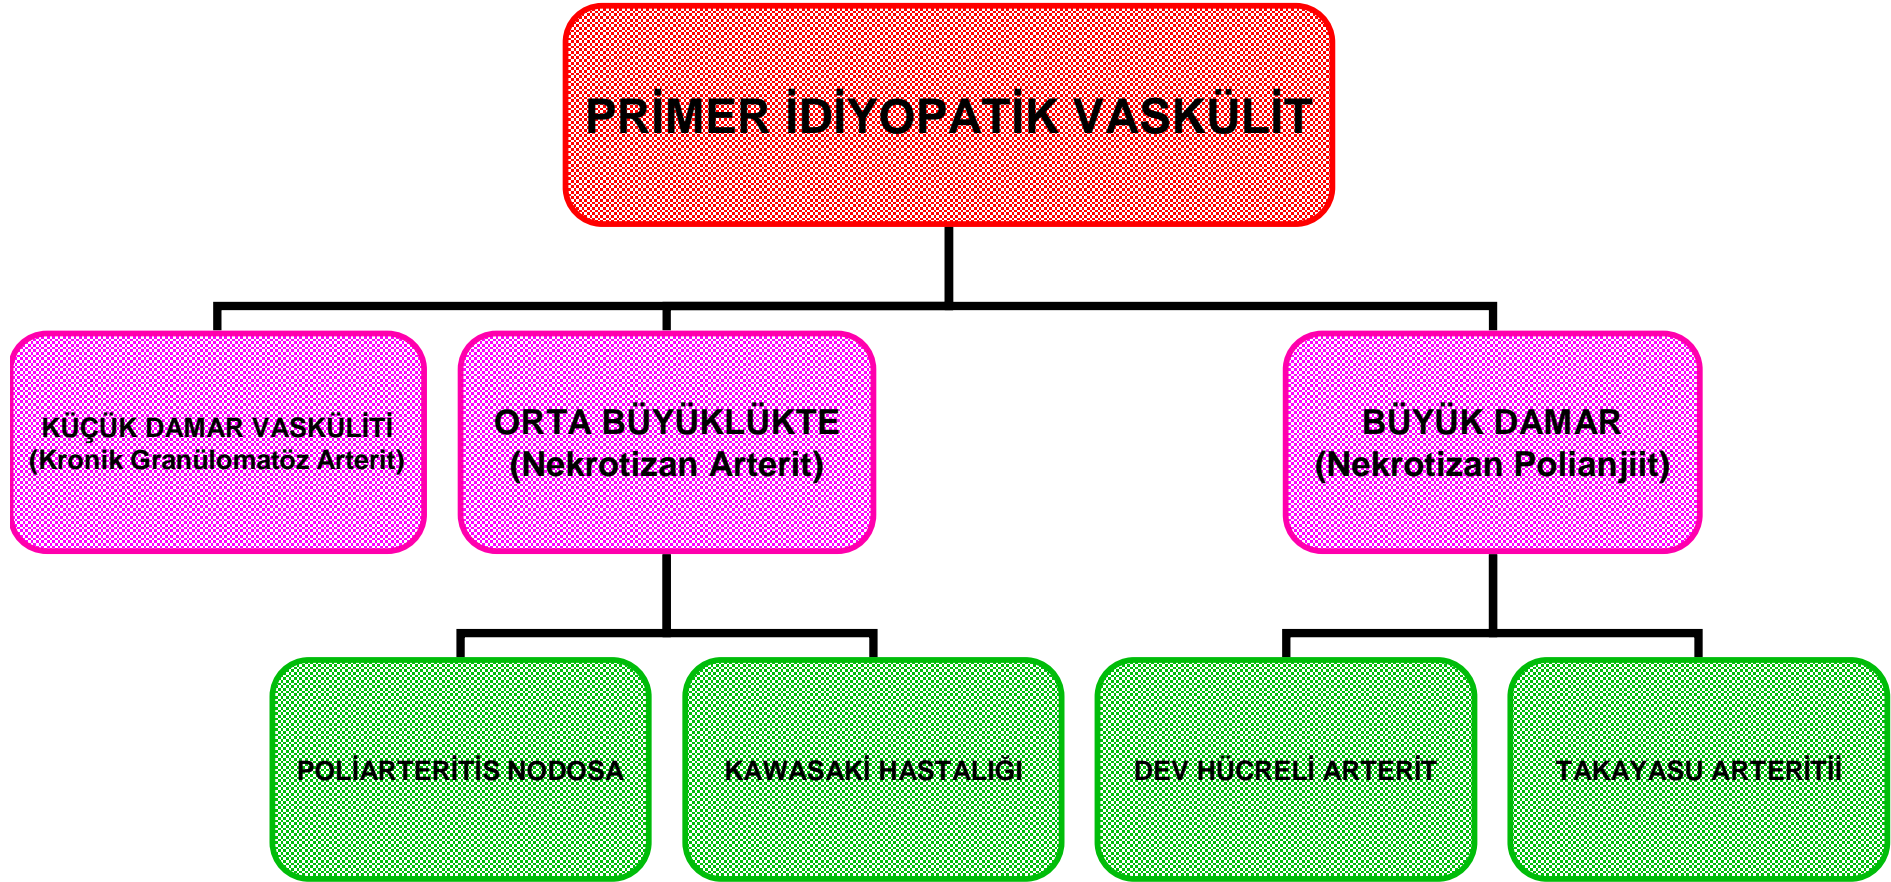 PRİMER İDİYOPATİK VASKÜLİT
KÜÇÜK DAMAR VASKÜLİTİ
(Kronik Granülomatöz Arterit)
ORTA BÜYÜKLÜKTE
(Nekrotizan Arterit)
BÜYÜK DAMAR
(Nekrotizan Polianjiit)
POLİARTERİTİS NODOSA
KAWASAKİ HASTALIĞI
DEV HÜCRELİ ARTERİT
TAKAYASU ARTERİTİİ